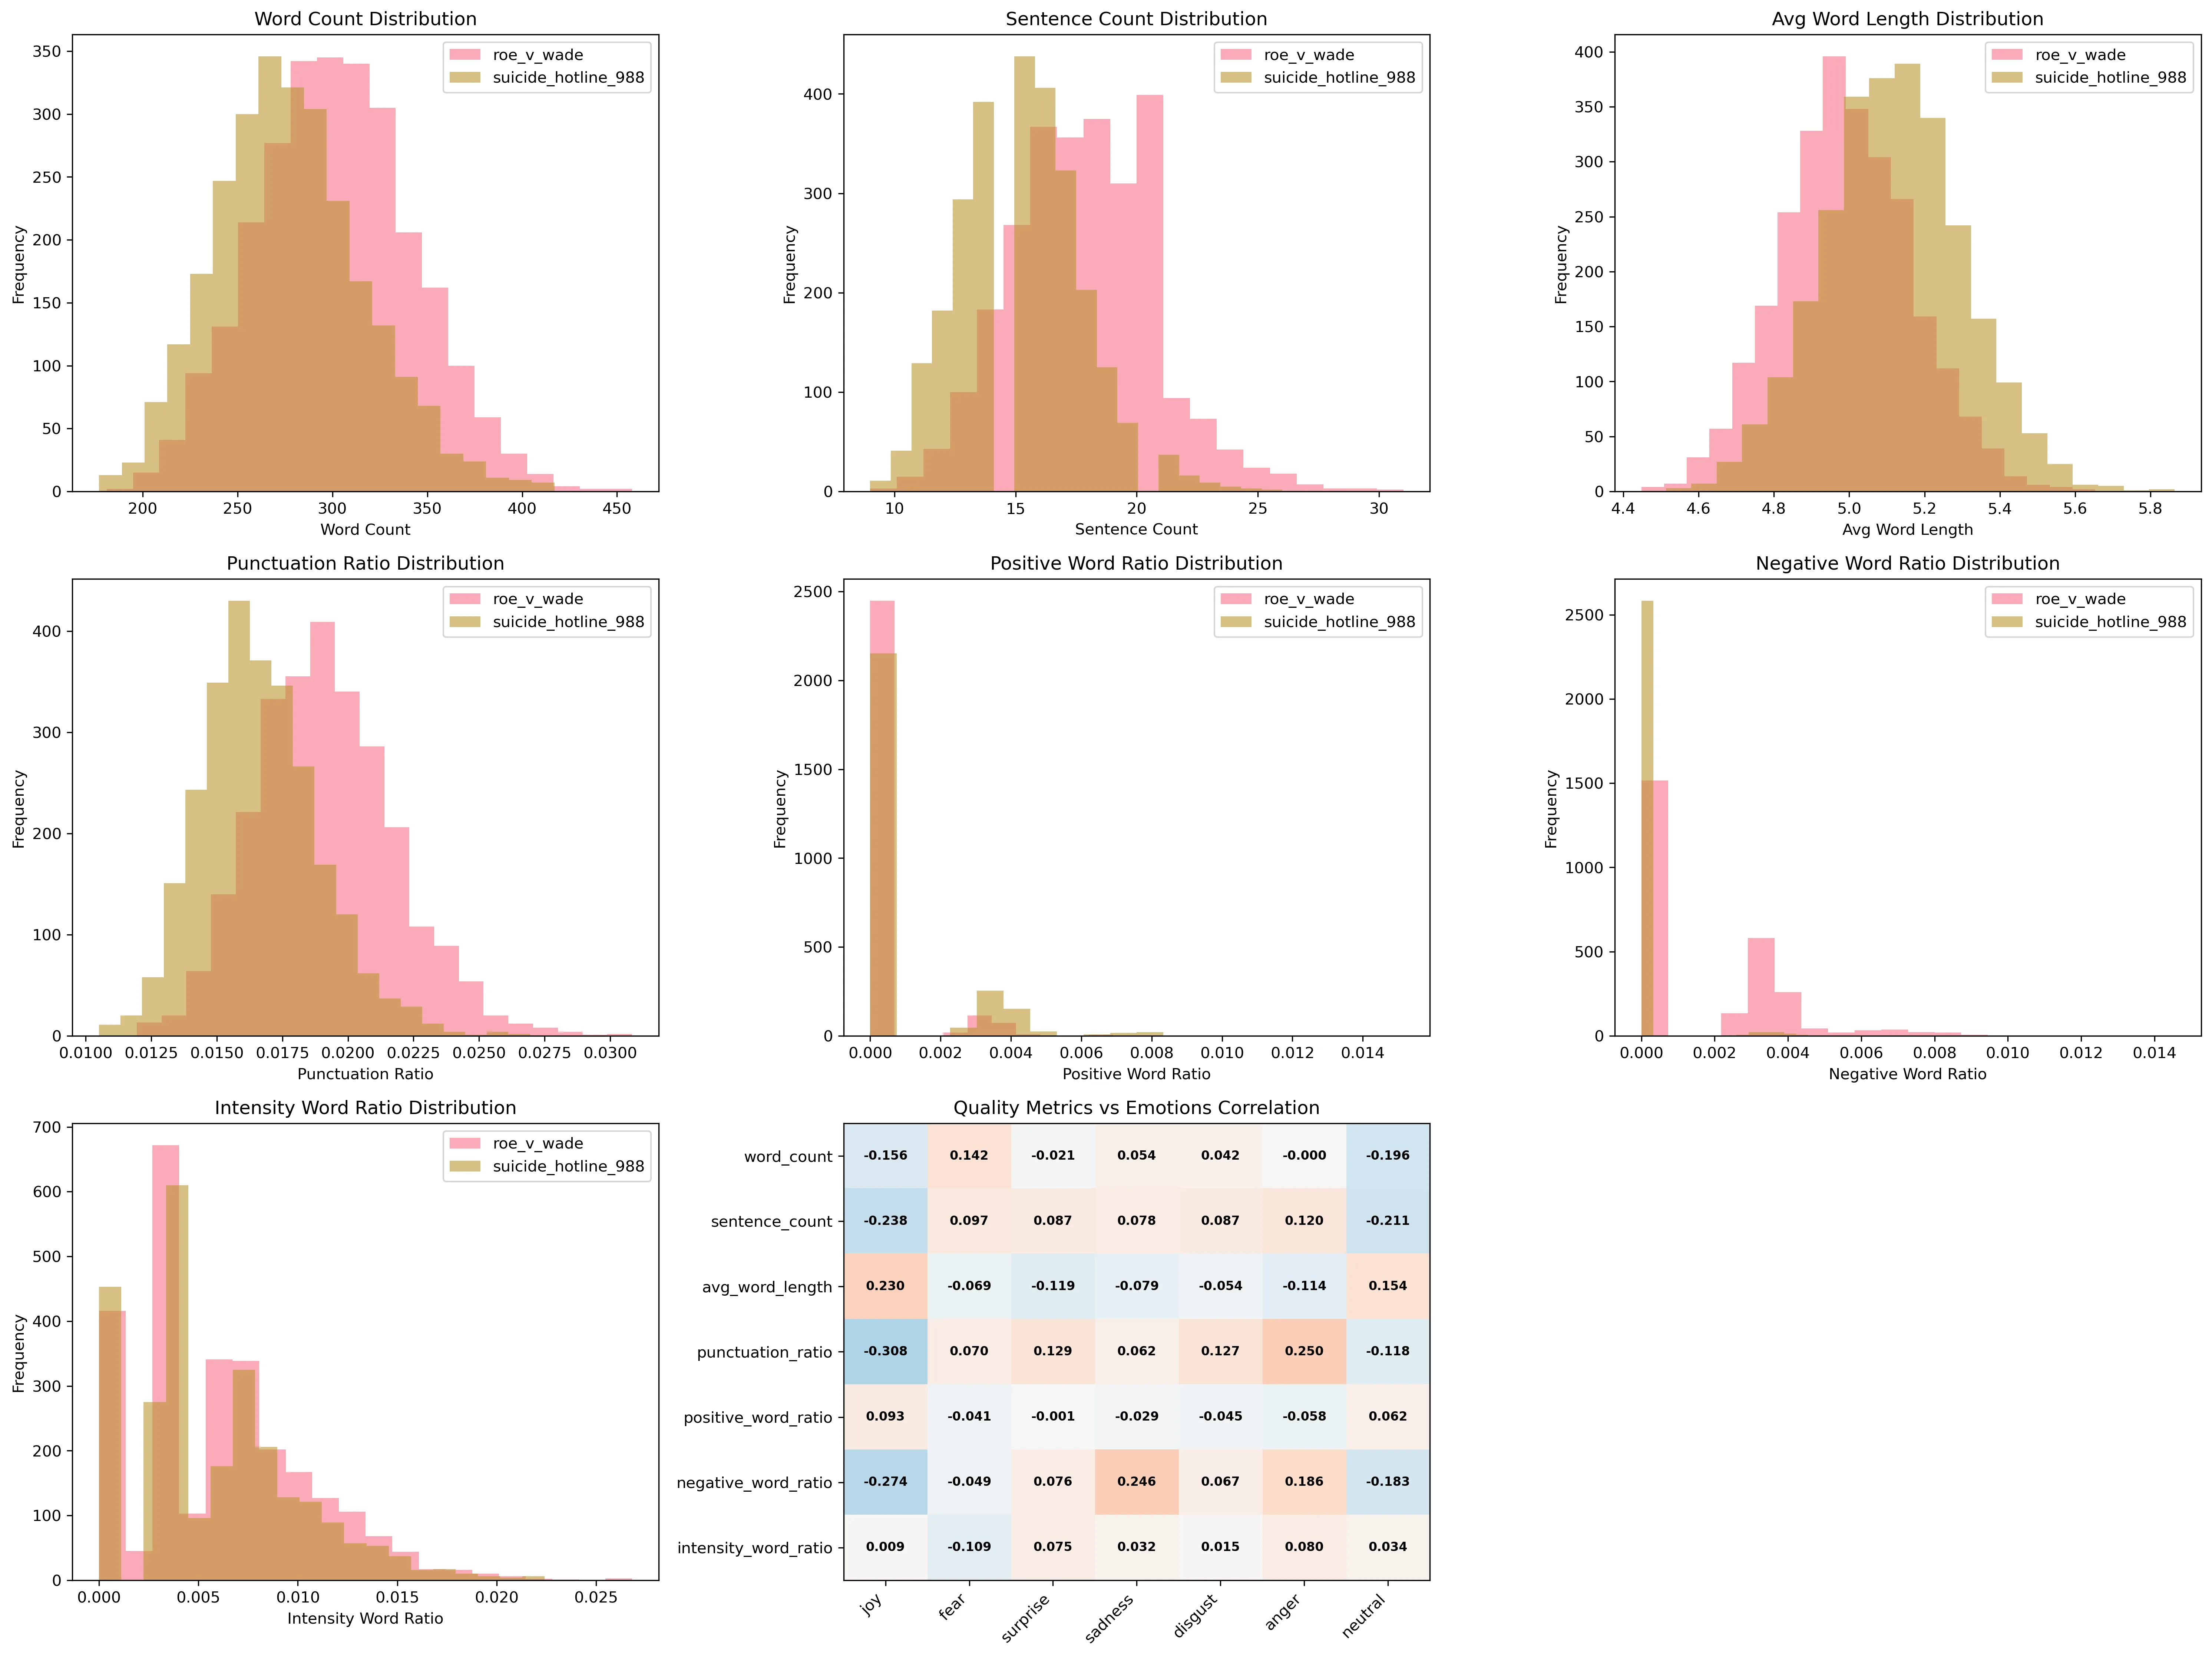 Word Count Distribution
350
300
250
200
150
100
50
0
Frequency
roe_v_wade
suicide_hotline_988
200 250 300 350 400 450
Word Count
Sentence Count Distribution
400
300
200
100
0
Frequency
roe_v_wade
suicide_hotline_988
10 15 20 25 30
Sentence Count
Avg Word Length Distribution
400
350
300
250
200
150
100
50
0
Frequency
roe_v_wade
suicide_hotline_988
4.4 4.6 4.8 5.0 5.2 5.4 5.6 5.8
Avg Word Length
Punctuation Ratio Distribution
400
300
200
100
0
Frequency
roe_v_wade
suicide_hotline_988
0.0100 0.0125 0.0150 0.0175 0.0200 0.0225 0.0250 0.0275 0.0300
Punctuation Ratio
Positive Word Ratio Distribution
2500
2000
1500
1000
500
0
Frequency
roe_v_wade
suicide_hotline_988
0.000 0.002 0.004 0.006 0.008 0.010 0.012 0.014
Positive Word Ratio
Negative Word Ratio Distribution
2500
2000
1500
1000
500
0
Frequency
roe_v_wade
suicide_hotline_988
0.000 0.002 0.004 0.006 0.008 0.010 0.012 0.014
Negative Word Ratio
Intensity Word Ratio Distribution
700
600
500
400
300
200
100
0
Frequency
roe_v_wade
suicide_hotline_988
0.000 0.005 0.010 0.015 0.020 0.025
Intensity Word Ratio
Quality Metrics vs Emotions Correlation
word_count -0.156 0.142 -0.021 0.054 0.042 -0.000 -0.196
sentence_count -0.238 0.097 0.087 0.078 0.087 0.120 -0.211
avg_word_length 0.230 -0.069 -0.119 -0.079 -0.054 -0.114 0.154
punctuation_ratio -0.308 0.070 0.129 0.062 0.127 0.250 -0.118
positive_word_ratio 0.093 -0.041 -0.001 -0.029 -0.045 -0.058 0.062
negative_word_ratio -0.274 -0.049 0.076 0.246 0.067 0.186 -0.183
intensity_word_ratio 0.009 -0.109 0.075 0.032 0.015 0.080 0.034
joy fear surprise sadness disgust anger neutral